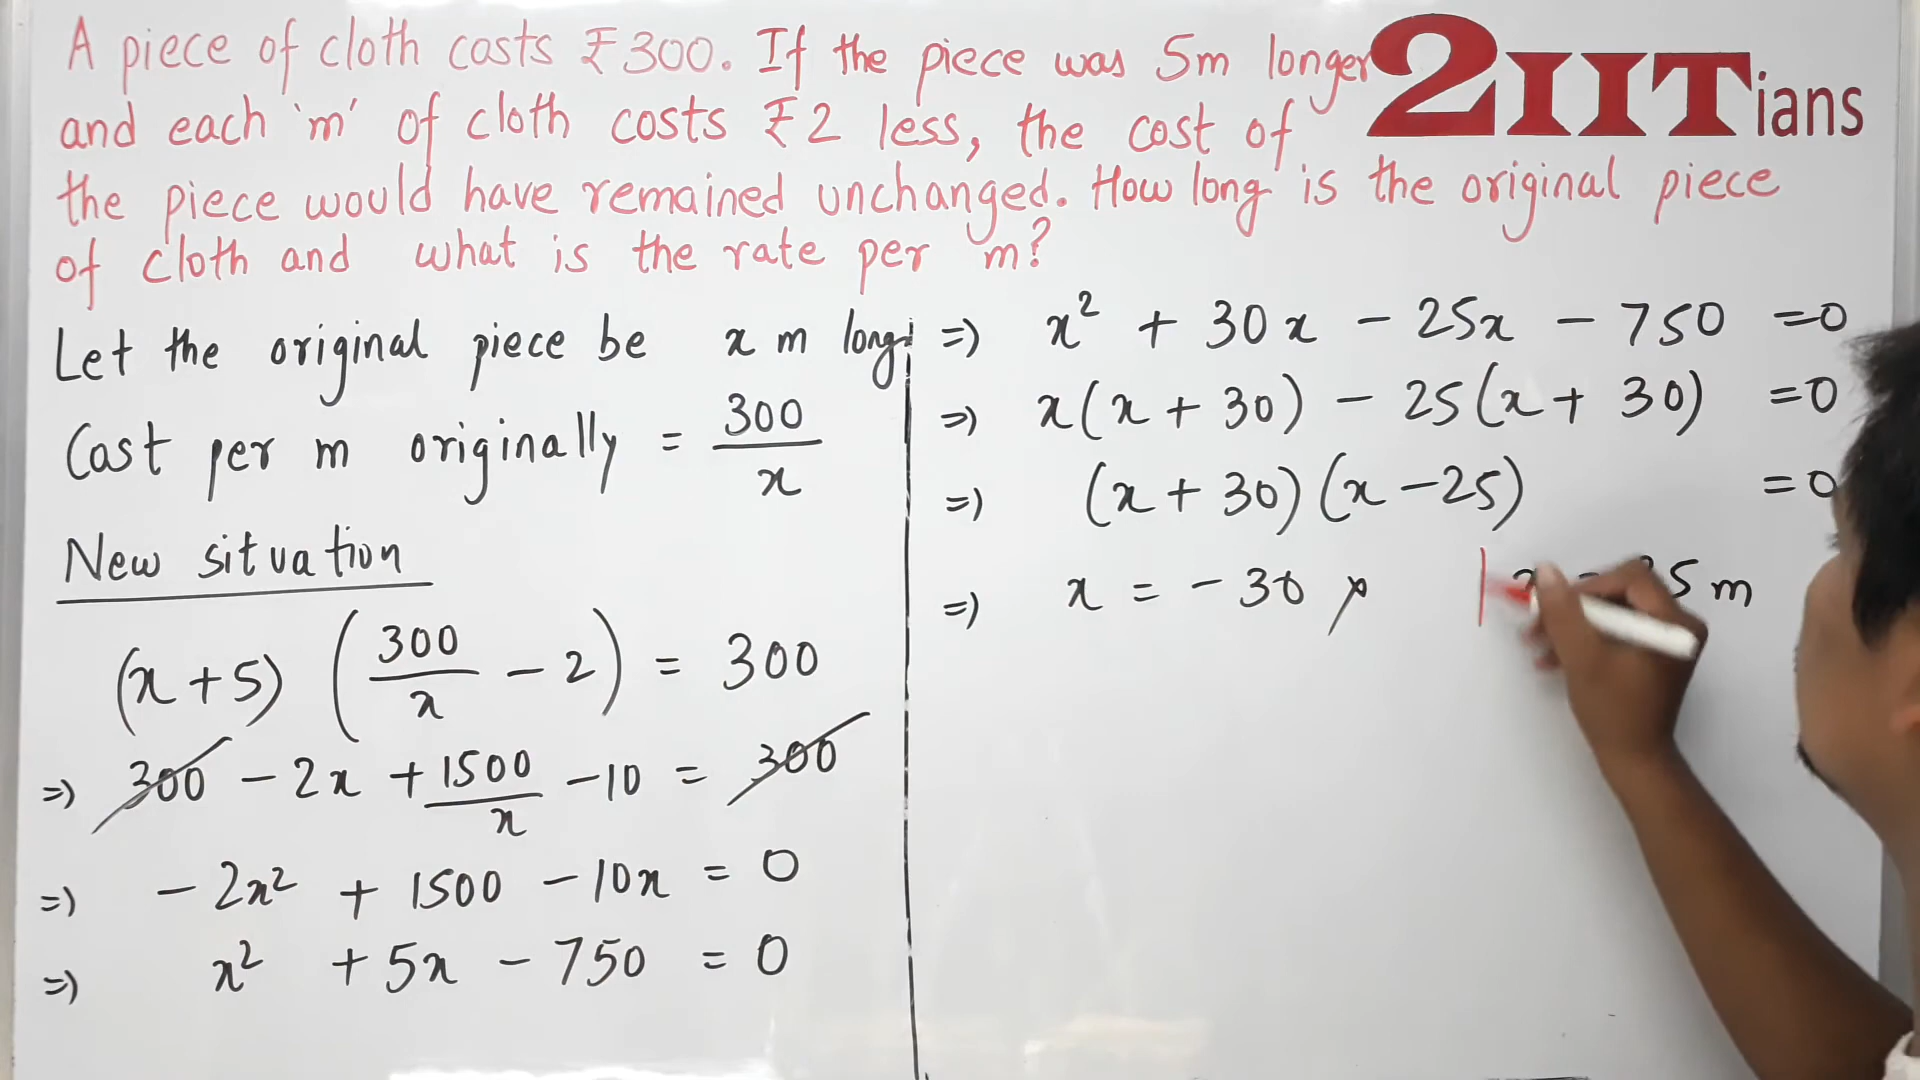 A piece of cloth costs ₹300. If the piece was 5m longer
2IITians
and each 'm' of cloth costs ₹2 less, the cost of
the piece would have remained unchanged. How long is the original piece
of cloth and what is the rate per m?
Let the original piece be x m long
Cost per m originally = 300/x
New situation
(x+5) (300/x - 2) = 300
=) 300 - 2x + 1500/x - 10 = 300
=) - 2x² + 1500 - 10x = 0
=) x² + 5x - 750 = 0
=) x² + 30x - 25x - 750 = 0
=) x(x + 30) - 25(x + 30) = 0
=) (x + 30)(x - 25) = 0
=) x = - 30 5 m